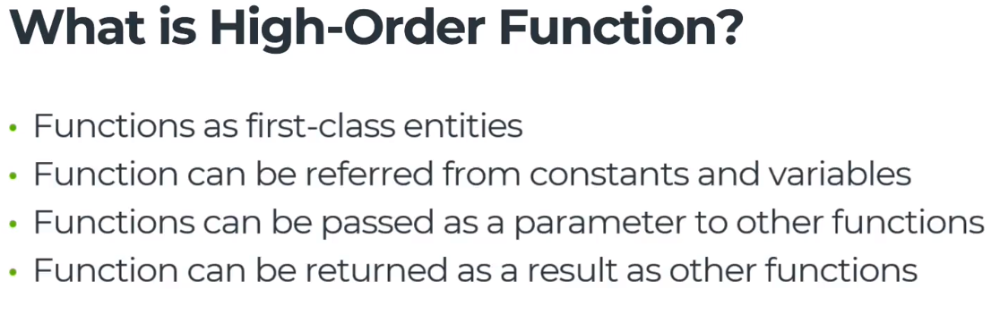 What is High-Order Function?
• Functions as first-class entities
• Function can be referred from constants and variables
• Functions can be passed as a parameter to other functions
• Function can be returned as a result as other functions